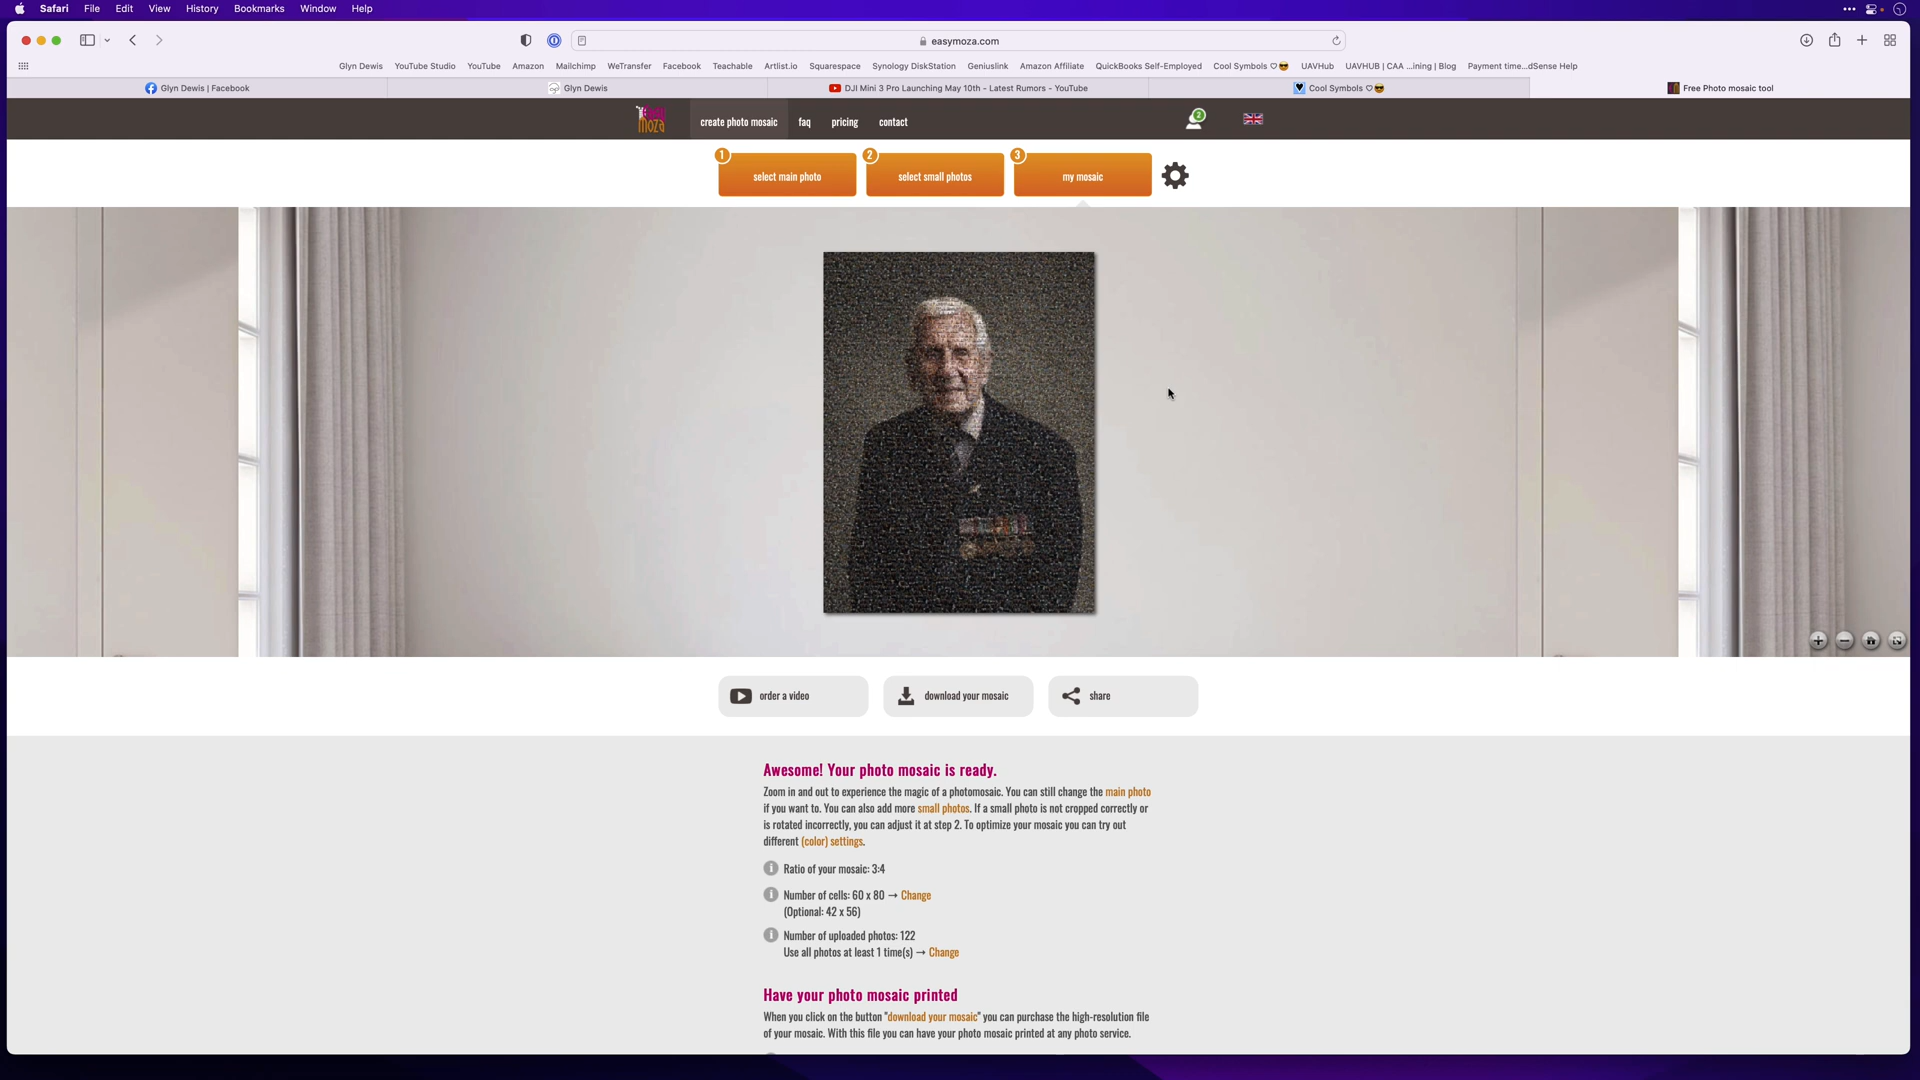 Safari File Edit View History Bookmarks Window Help
easymoza.com
Glyn Dewis YouTube Studio YouTube Amazon Mailchimp WeTransfer Facebook Teachable Artlist.io Squarespace Synology DiskStation Geniuslink Amazon Affiliate QuickBooks Self-Employed Cool Symbols ♡😎 UAVHub UAVHUB | CAA ...ining | Blog Payment time...dSense Help
Glyn Dewis | Facebook Glyn Dewis DJI Mini 3 Pro Launching May 10th - Latest Rumors - YouTube Cool Symbols ♡😎 Free Photo mosaic tool
Easy Moza create photo mosaic faq pricing contact 2
1 select main photo 2 select small photos 3 my mosaic
order a video download your mosaic share
Awesome! Your photo mosaic is ready.
Zoom in and out to experience the magic of a photomosaic. You can still change the main photo
if you want to. You can also add more small photos. If a small photo is not cropped correctly or
is rotated incorrectly, you can adjust it at step 2. To optimize your mosaic you can try out
different (color) settings.
Ratio of your mosaic: 3:4
Number of cells: 60 x 80 → Change
(Optional: 42 x 56)
Number of uploaded photos: 122
Use all photos at least 1 time(s) → Change
Have your photo mosaic printed
When you click on the button "download your mosaic" you can purchase the high-resolution file
of your mosaic. With this file you can have your photo mosaic printed at any photo service.